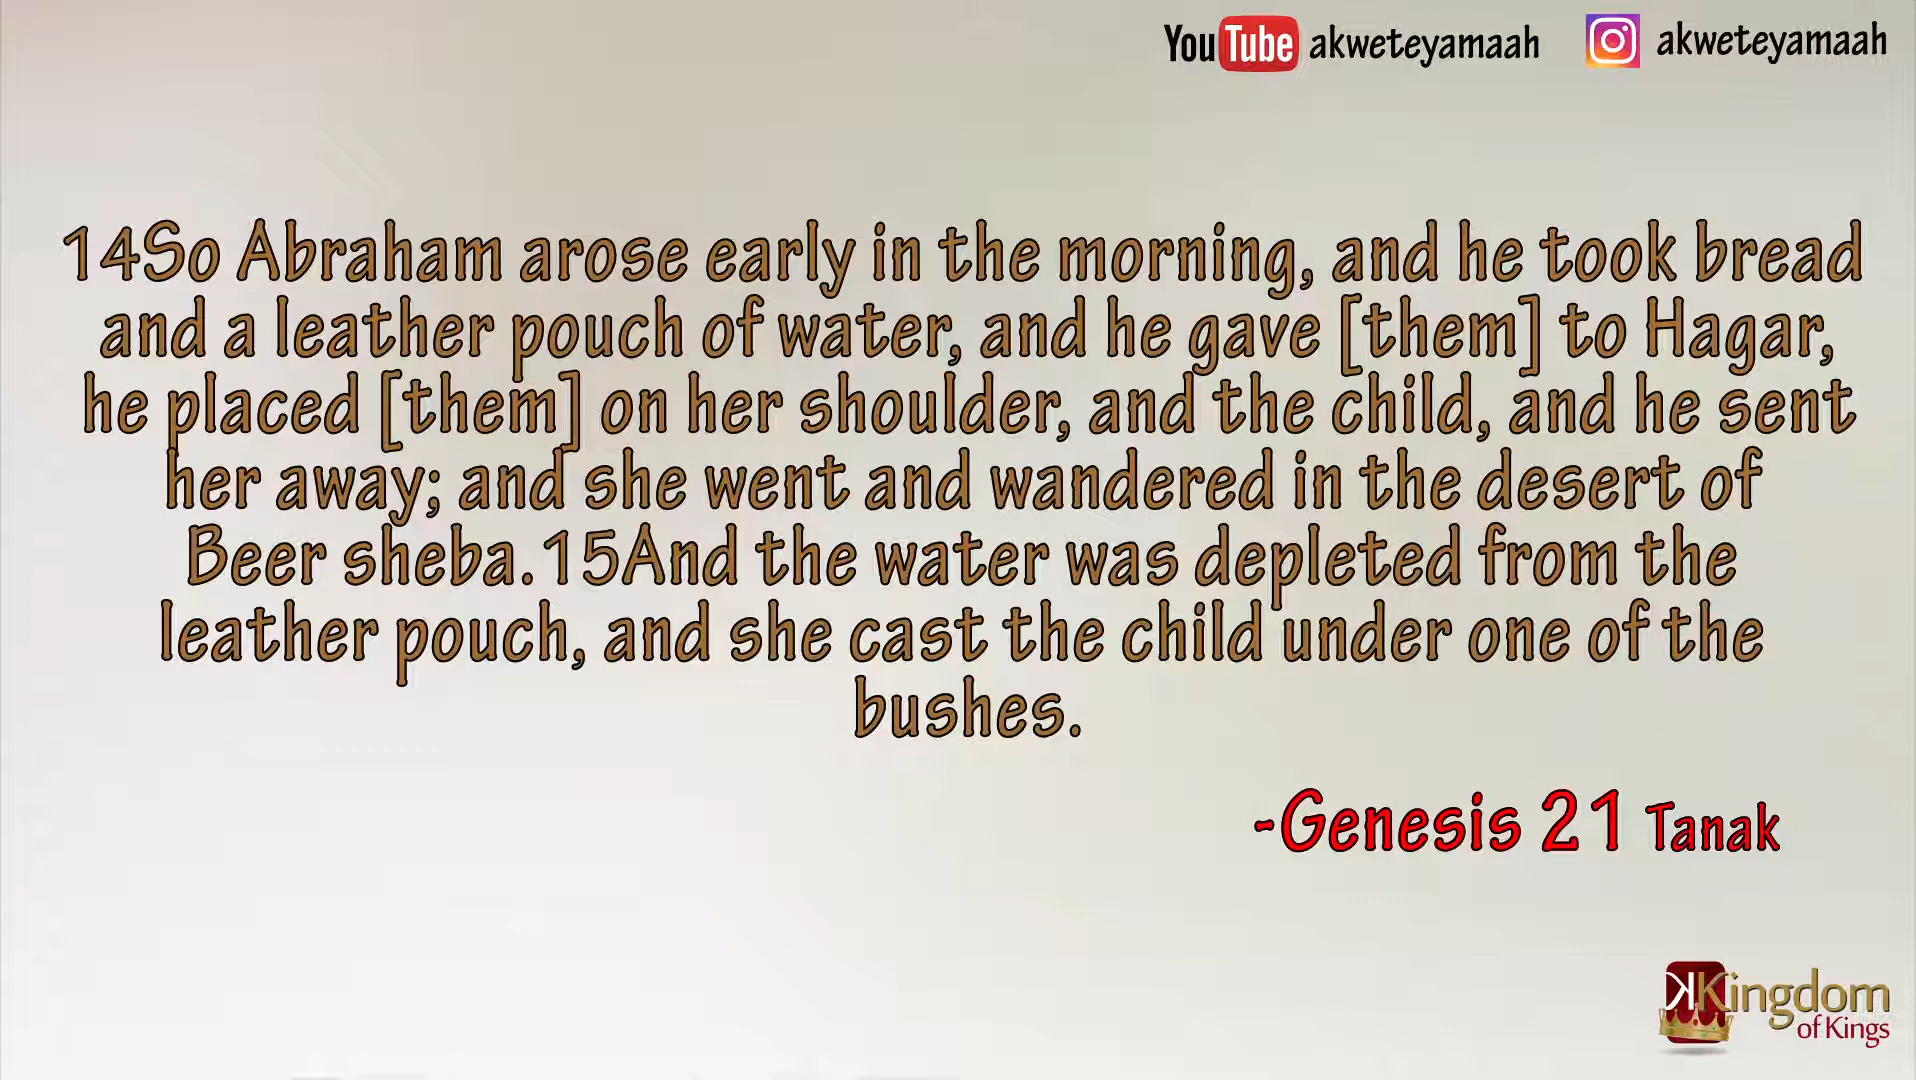 YouTube akweteyamaah akweteyamaah
14So Abraham arose early in the morning, and he took bread
and a leather pouch of water, and he gave [them] to Hagar,
he placed [them] on her shoulder, and the child, and he sent
her away; and she went and wandered in the desert of
Beer sheba.15And the water was depleted from the
leather pouch, and she cast the child under one of the
bushes.
-Genesis 21 Tanak
KKingdom
of Kings